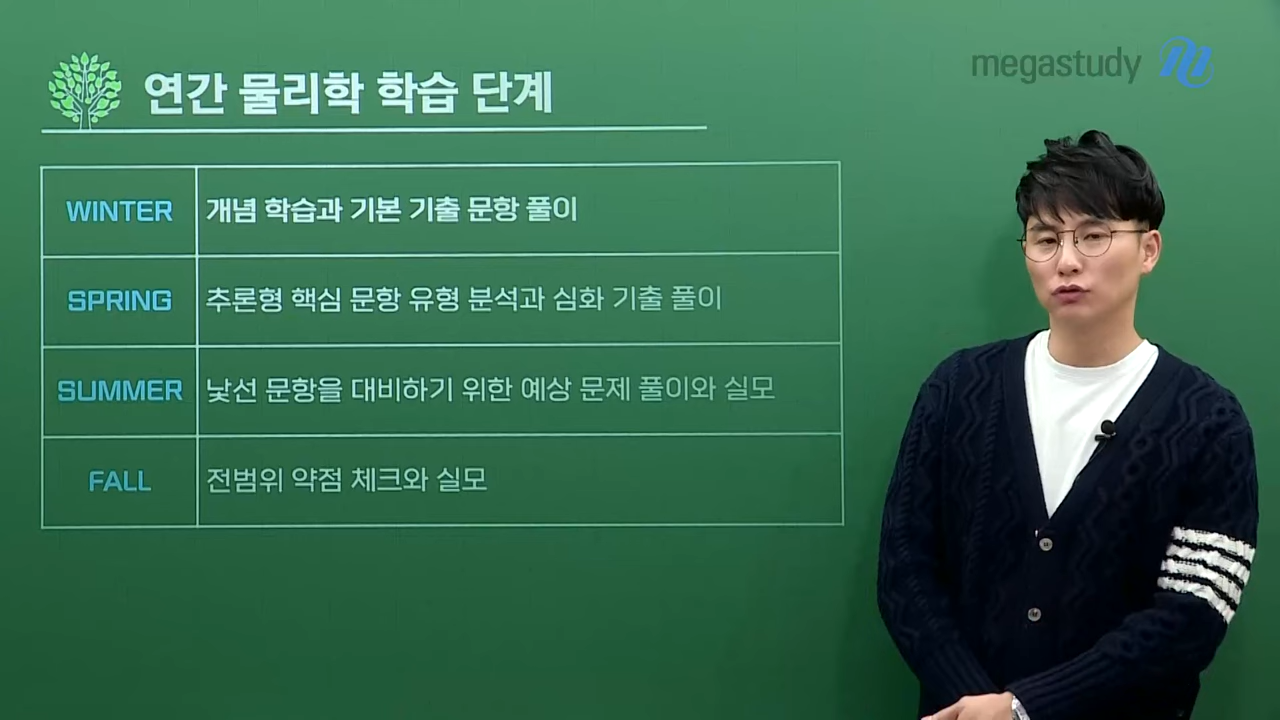 연간 물리학 학습 단계
megastudy
WINTER 개념 학습과 기본 기출 문항 풀이
SPRING 추론형 핵심 문항 유형 분석과 심화 기출 풀이
SUMMER 낯선 문항을 대비하기 위한 예상 문제 풀이와 실모
FALL 전범위 약점 체크와 실모